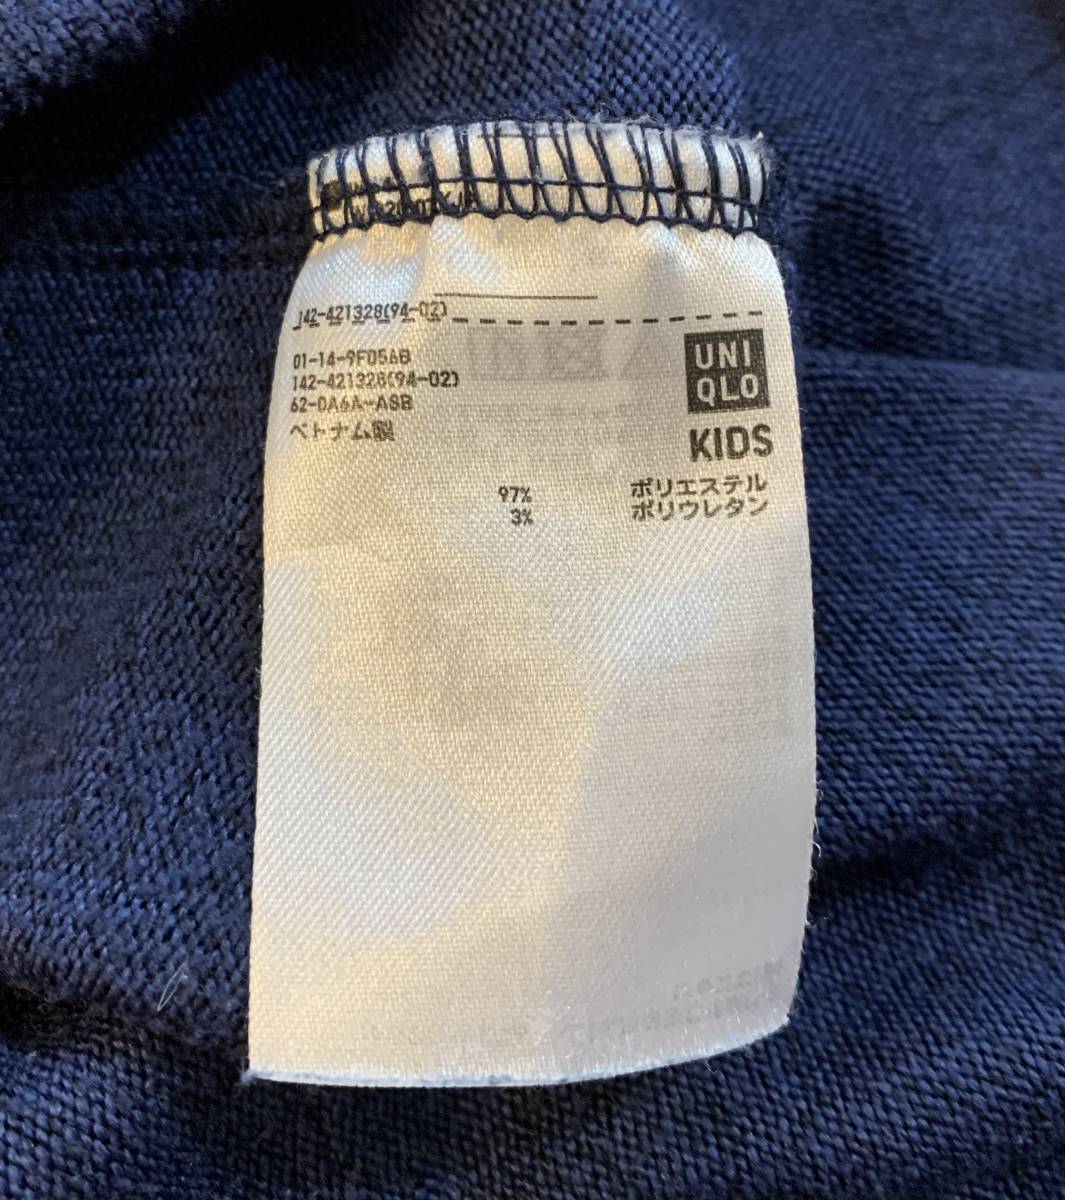 142-421328(94-02)
01-14-9F056B
142-421328(94-02)
62-0A6A-A8B
ベトナム製
UNI
QLO
KIDS
97% ポリエステル
3% ポリウレタン